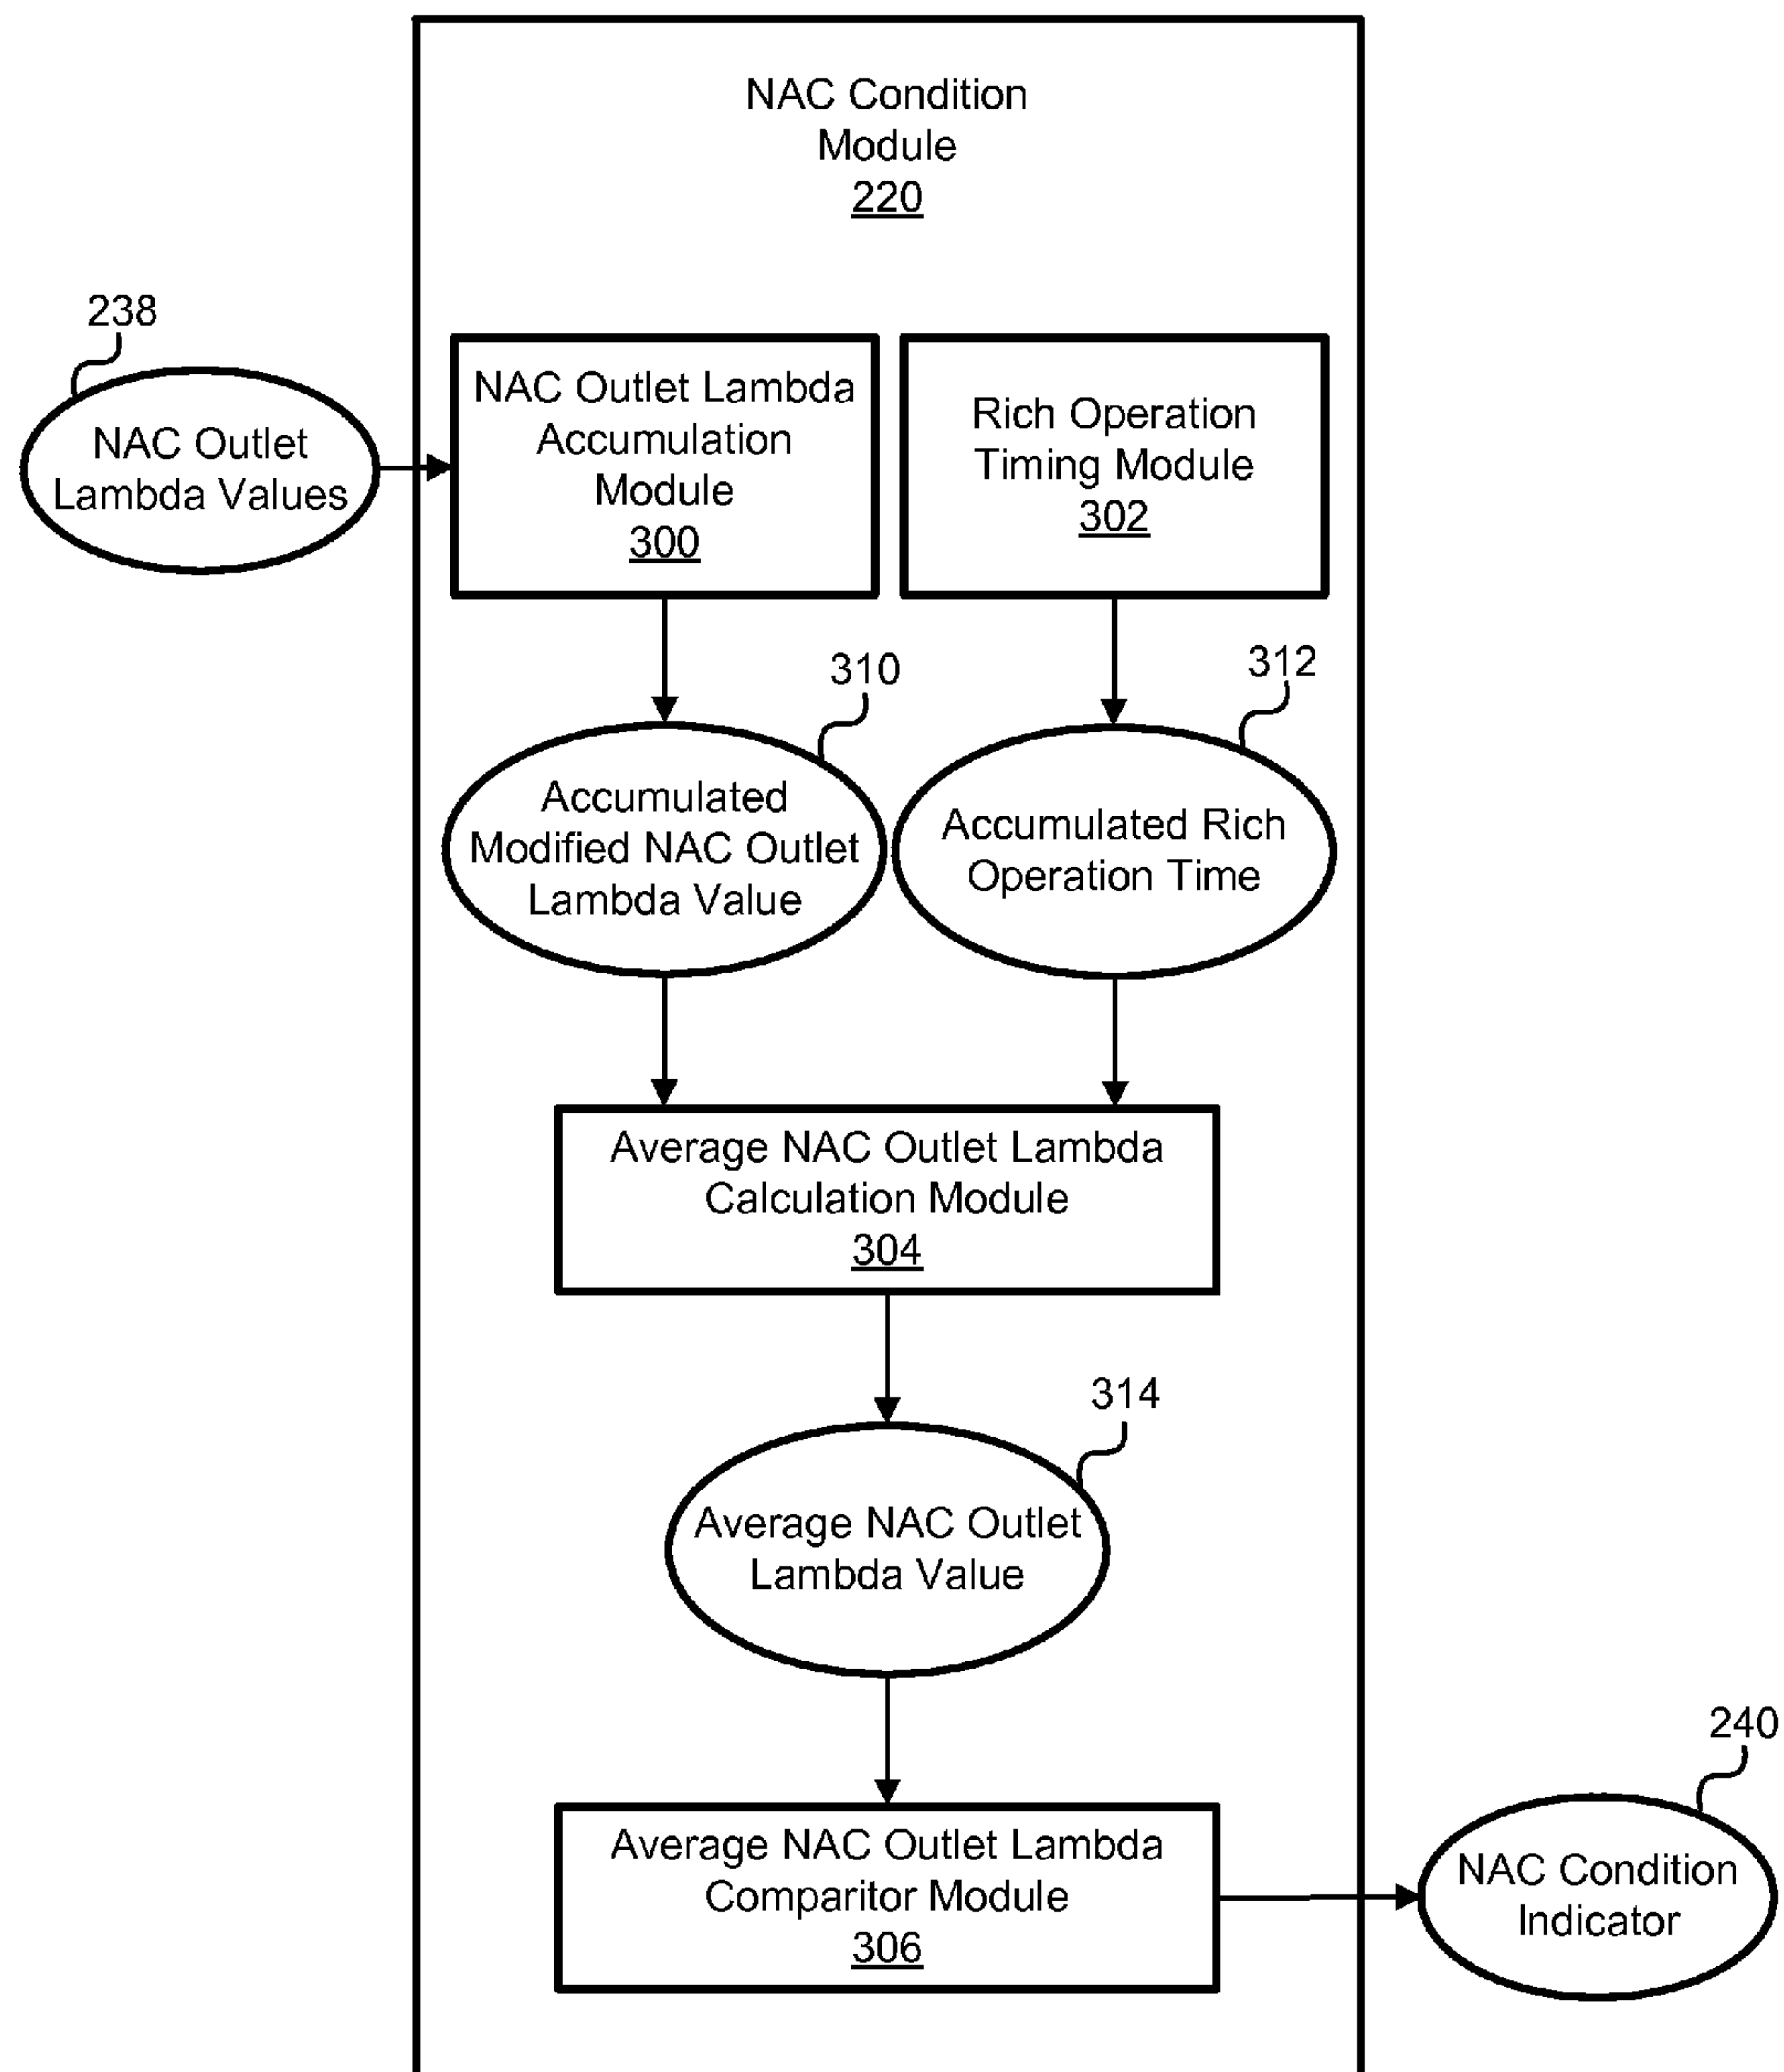 NAC Condition
Module
220
238
NAC Outlet
Lambda Values
NAC Outlet Lambda
Accumulation
Module
300
Rich Operation
Timing Module
302
310
312
Accumulated
Modified NAC Outlet
Lambda Value
Accumulated Rich
Operation Time
Average NAC Outlet Lambda
Calculation Module
304
314
Average NAC Outlet
Lambda Value
Average NAC Outlet Lambda
Comparitor Module
306
240
NAC Condition
Indicator